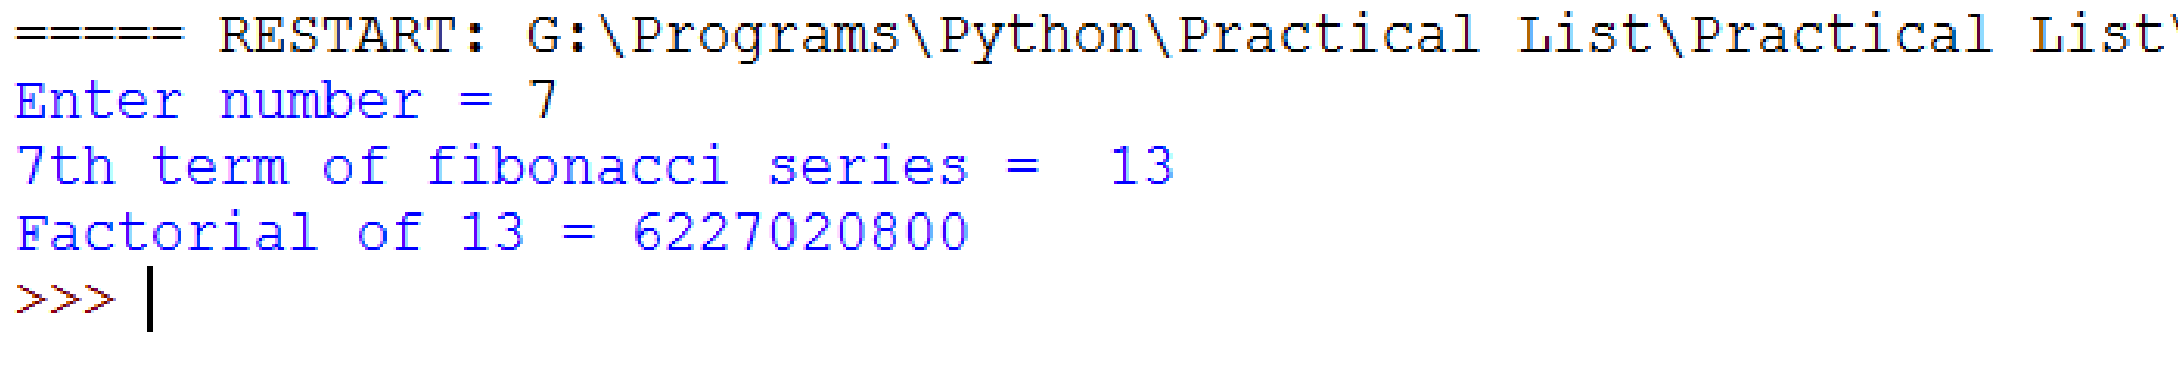 ===== RESTART: G:\Programs\Python\Practical List\Practical List\
Enter number = 7
7th term of fibonacci series =  13
Factorial of 13 = 6227020800
>>>